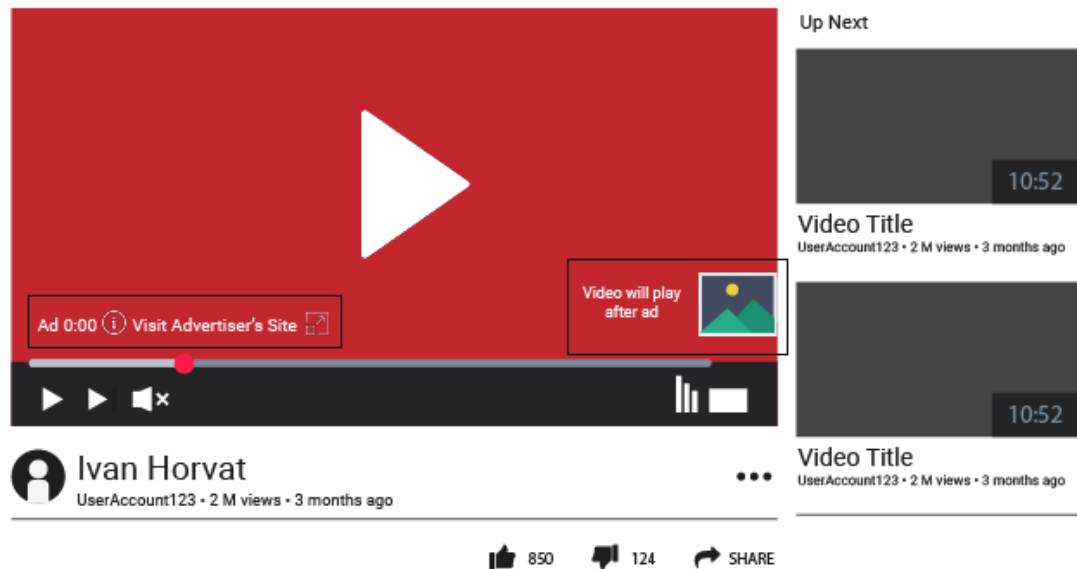 Up Next
10:52
Video Title
UserAccount123 • 2 M views • 3 months ago
Video will play
after ad
Ad 0:00 i Visit Advertiser's Site
10:52
Video Title
UserAccount123 • 2 M views • 3 months ago
Ivan Horvat
UserAccount123 • 2 M views • 3 months ago
850 124 SHARE